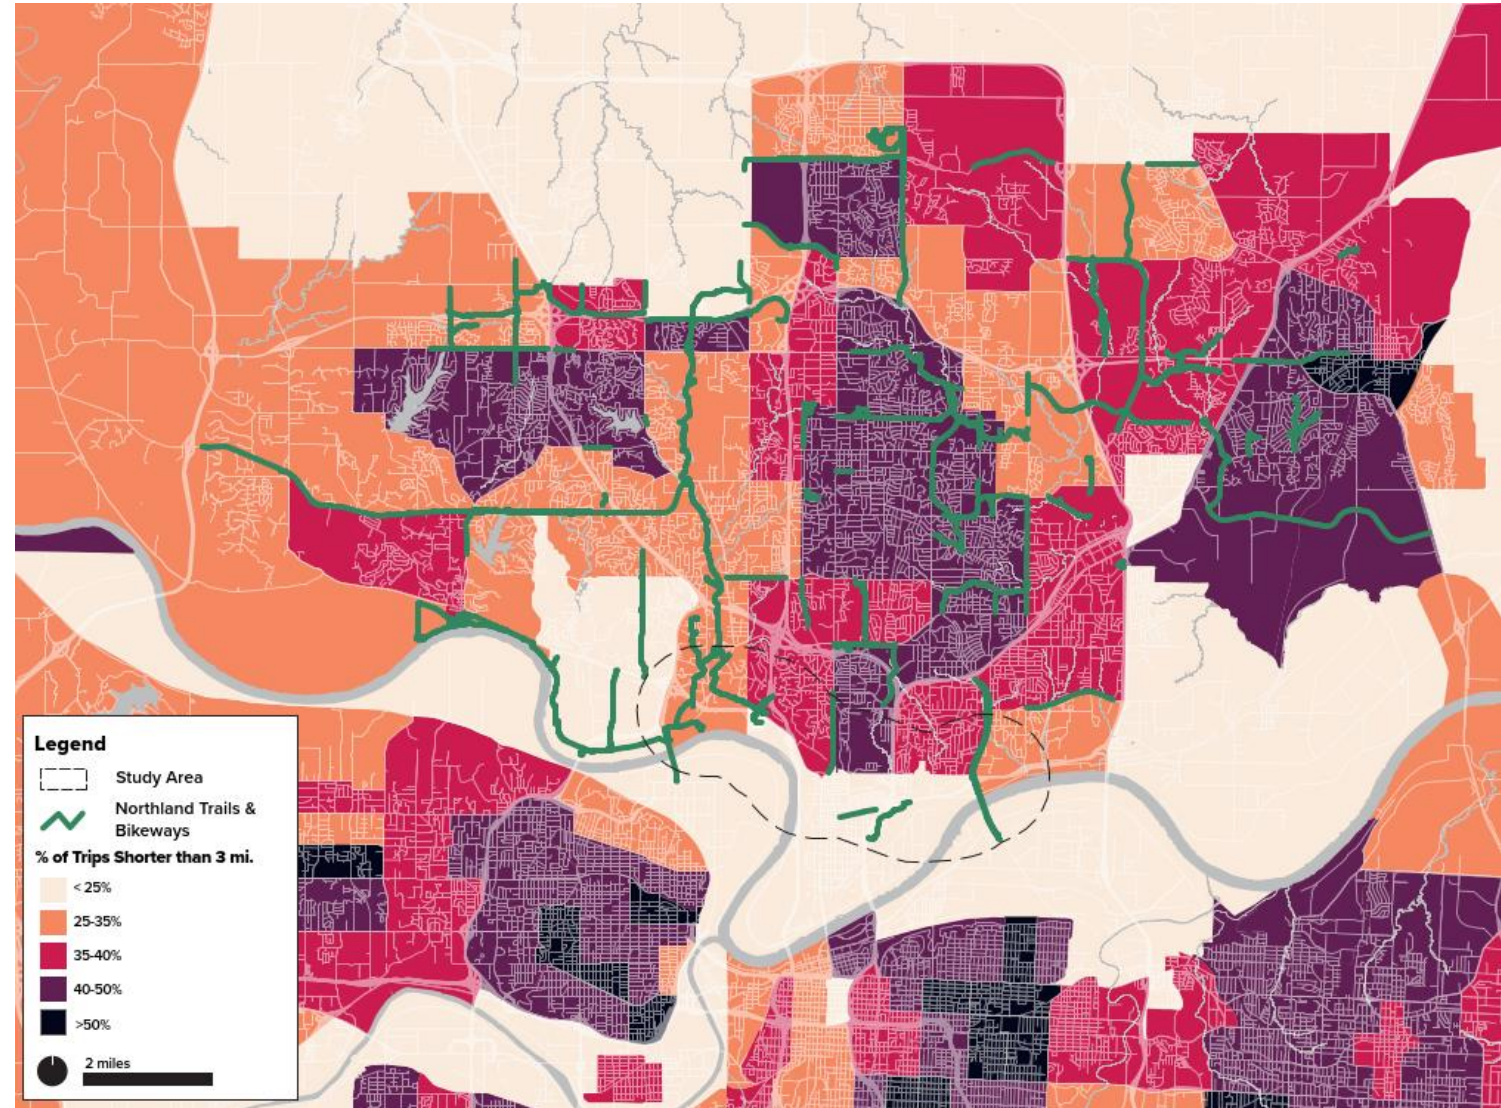 Legend
Study Area
Northland Trails &
Bikeways
% of Trips Shorter than 3 mi.
< 25%
25-35%
35-40%
40-50%
>50%
2 miles